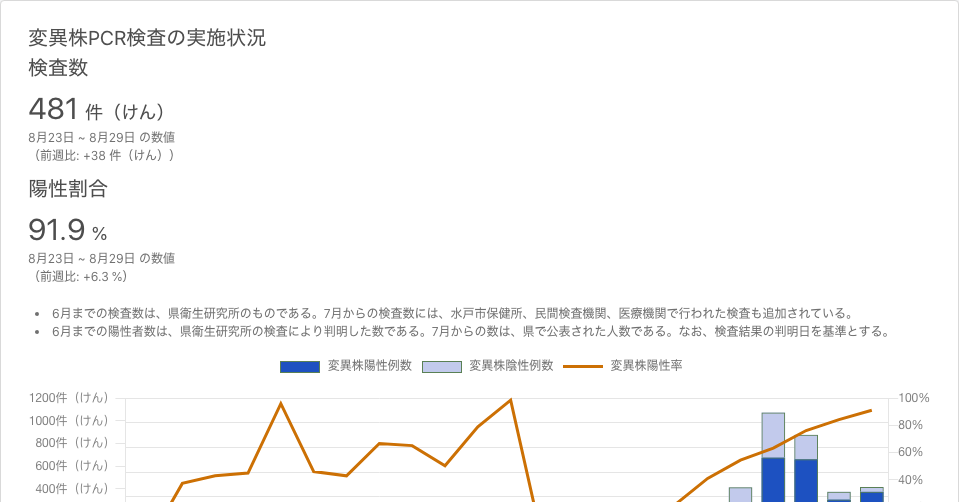 変異株PCR検査の実施状況
検査数
481 件（けん）
8月23日 ~ 8月29日 の数値
（前週比: +38 件（けん））
陽性割合
91.9 %
8月23日 ~ 8月29日 の数値
（前週比: +6.3 %）
• 6月までの検査数は、県衛生研究所のものである。7月からの検査数には、水戸市保健所、民間検査機関、医療機関で行われた検査も追加されている。
• 6月までの陽性者数は、県衛生研究所の検査により判明した数である。7月からの数は、県で公表された人数である。なお、検査結果の判明日を基準とする。
変異株陽性例数 変異株陰性例数 変異株陽性率
1200件（けん） 100%
1000件（けん） 80%
800件（けん）
600件（けん） 60%
400件（けん） 40%